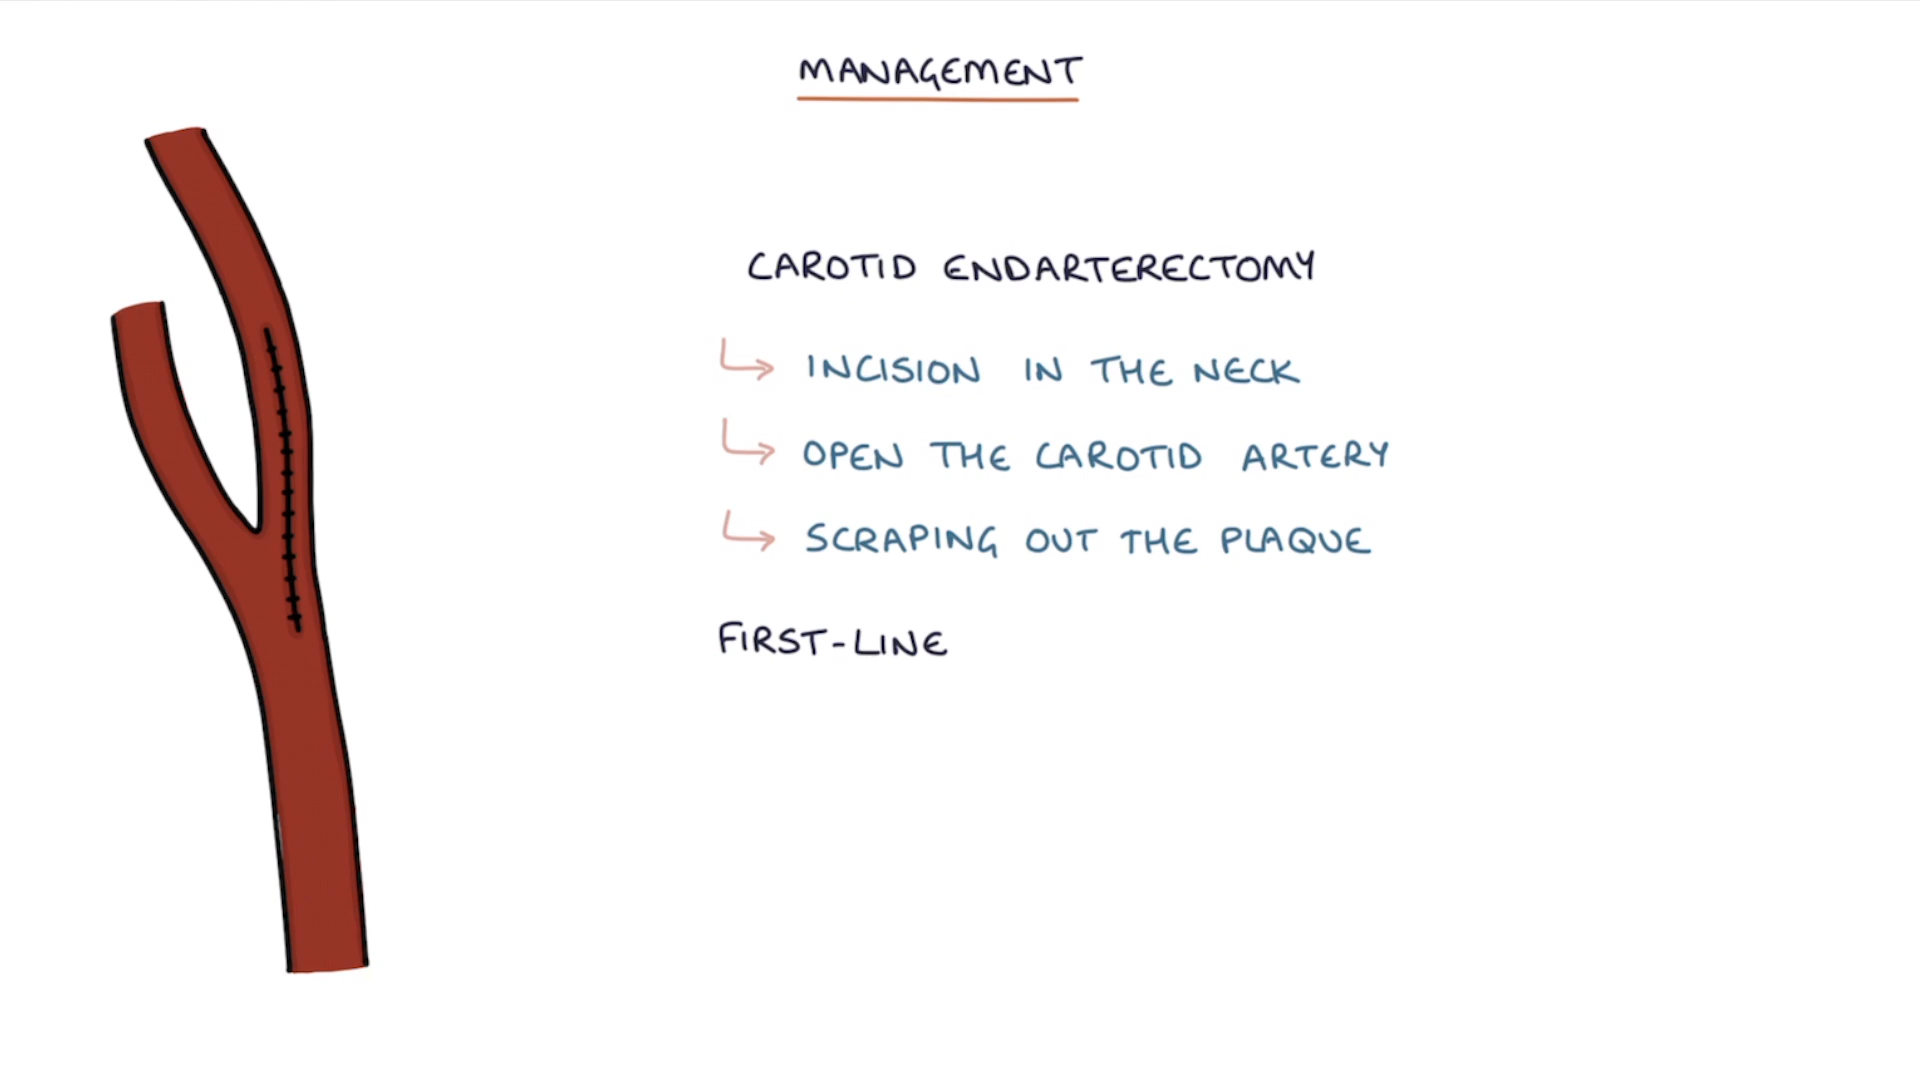 MANAGEMENT
CAROTID ENDARTERECTOMY
INCISION IN THE NECK
OPEN THE CAROTID ARTERY
SCRAPING OUT THE PLAQUE
FIRST-LINE